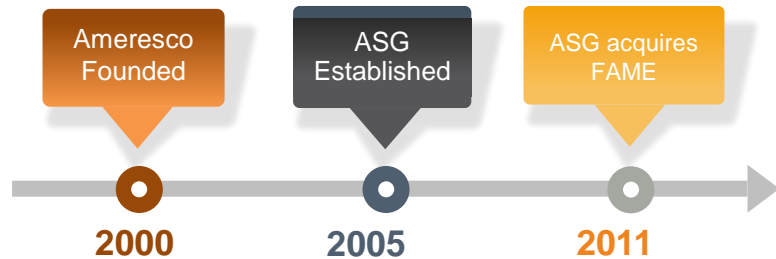 Ameresco
Founded
ASG
Established
ASG acquires
FAME
2000
2005
2011